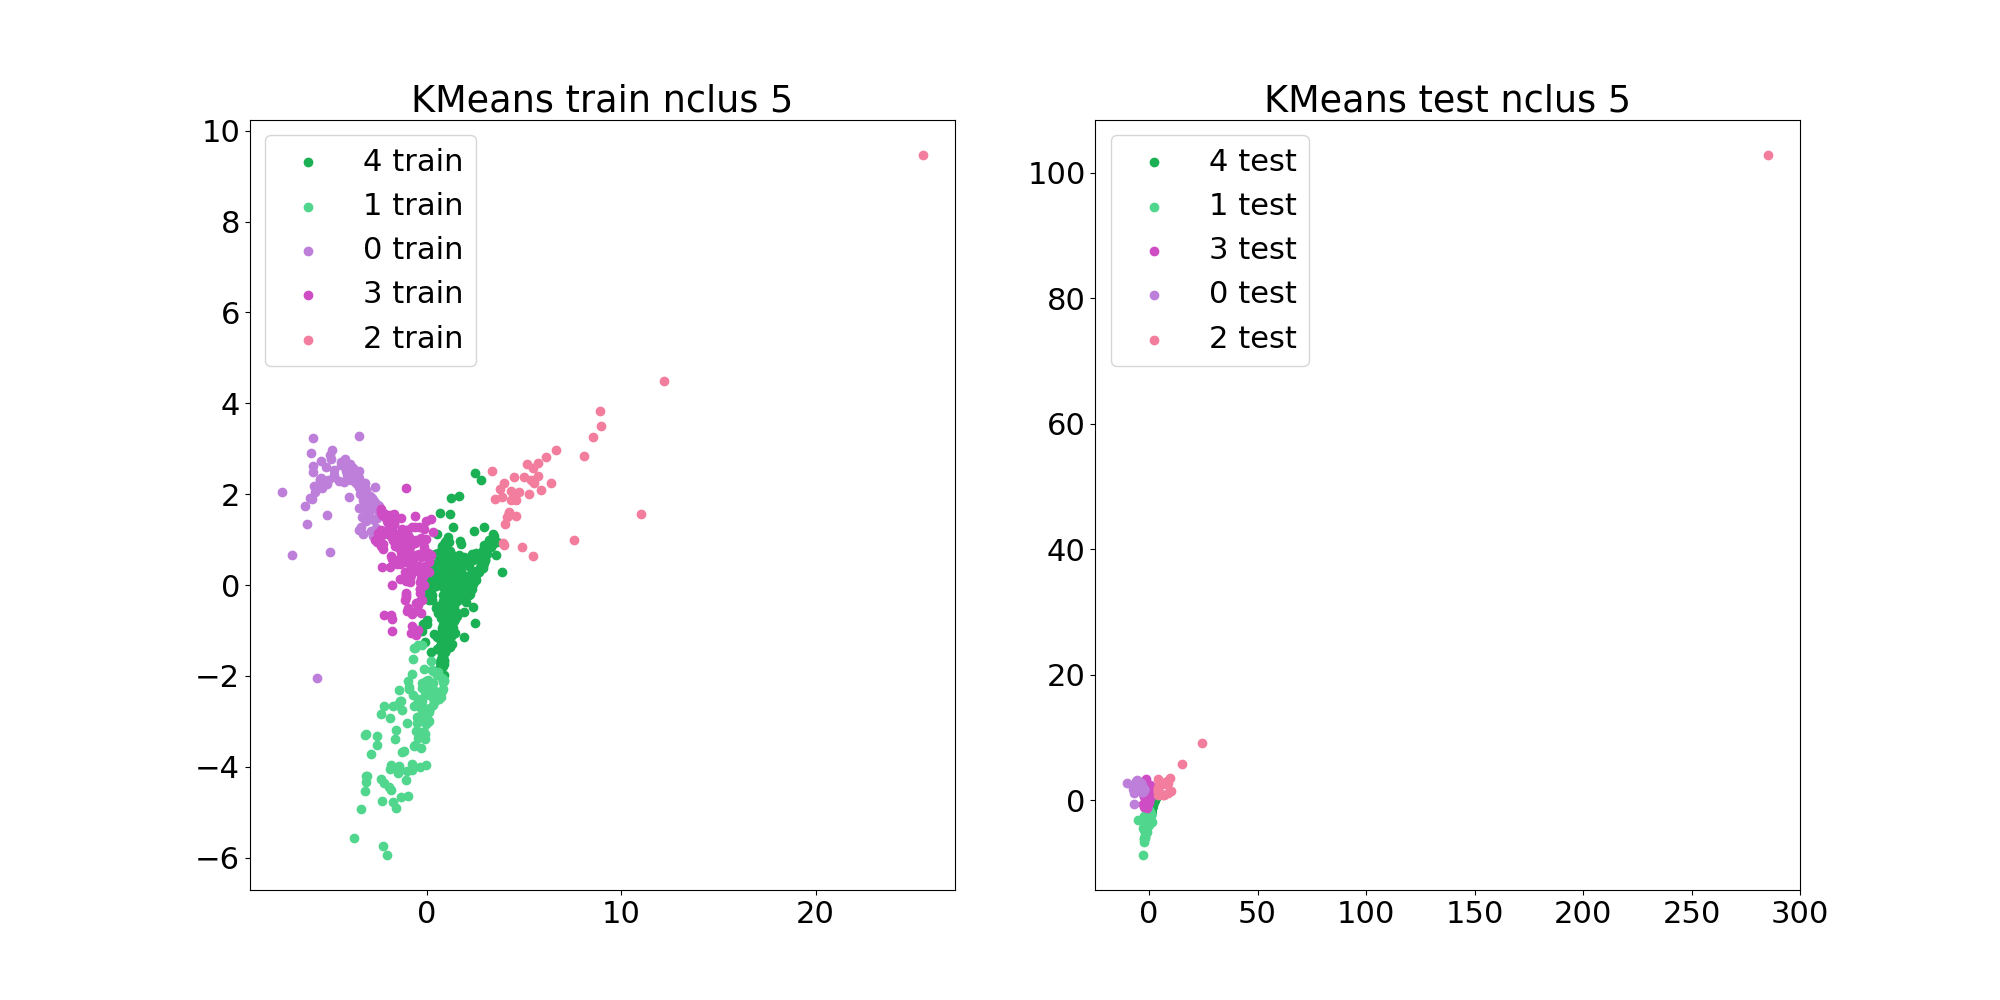 KMeans train nclus 5
10
8
6
4
2
0
−2
−4
−6
0
10
20
4 train
1 train
0 train
3 train
2 train
KMeans test nclus 5
100
80
60
40
20
0
0
50
100
150
200
250
300
4 test
1 test
3 test
0 test
2 test